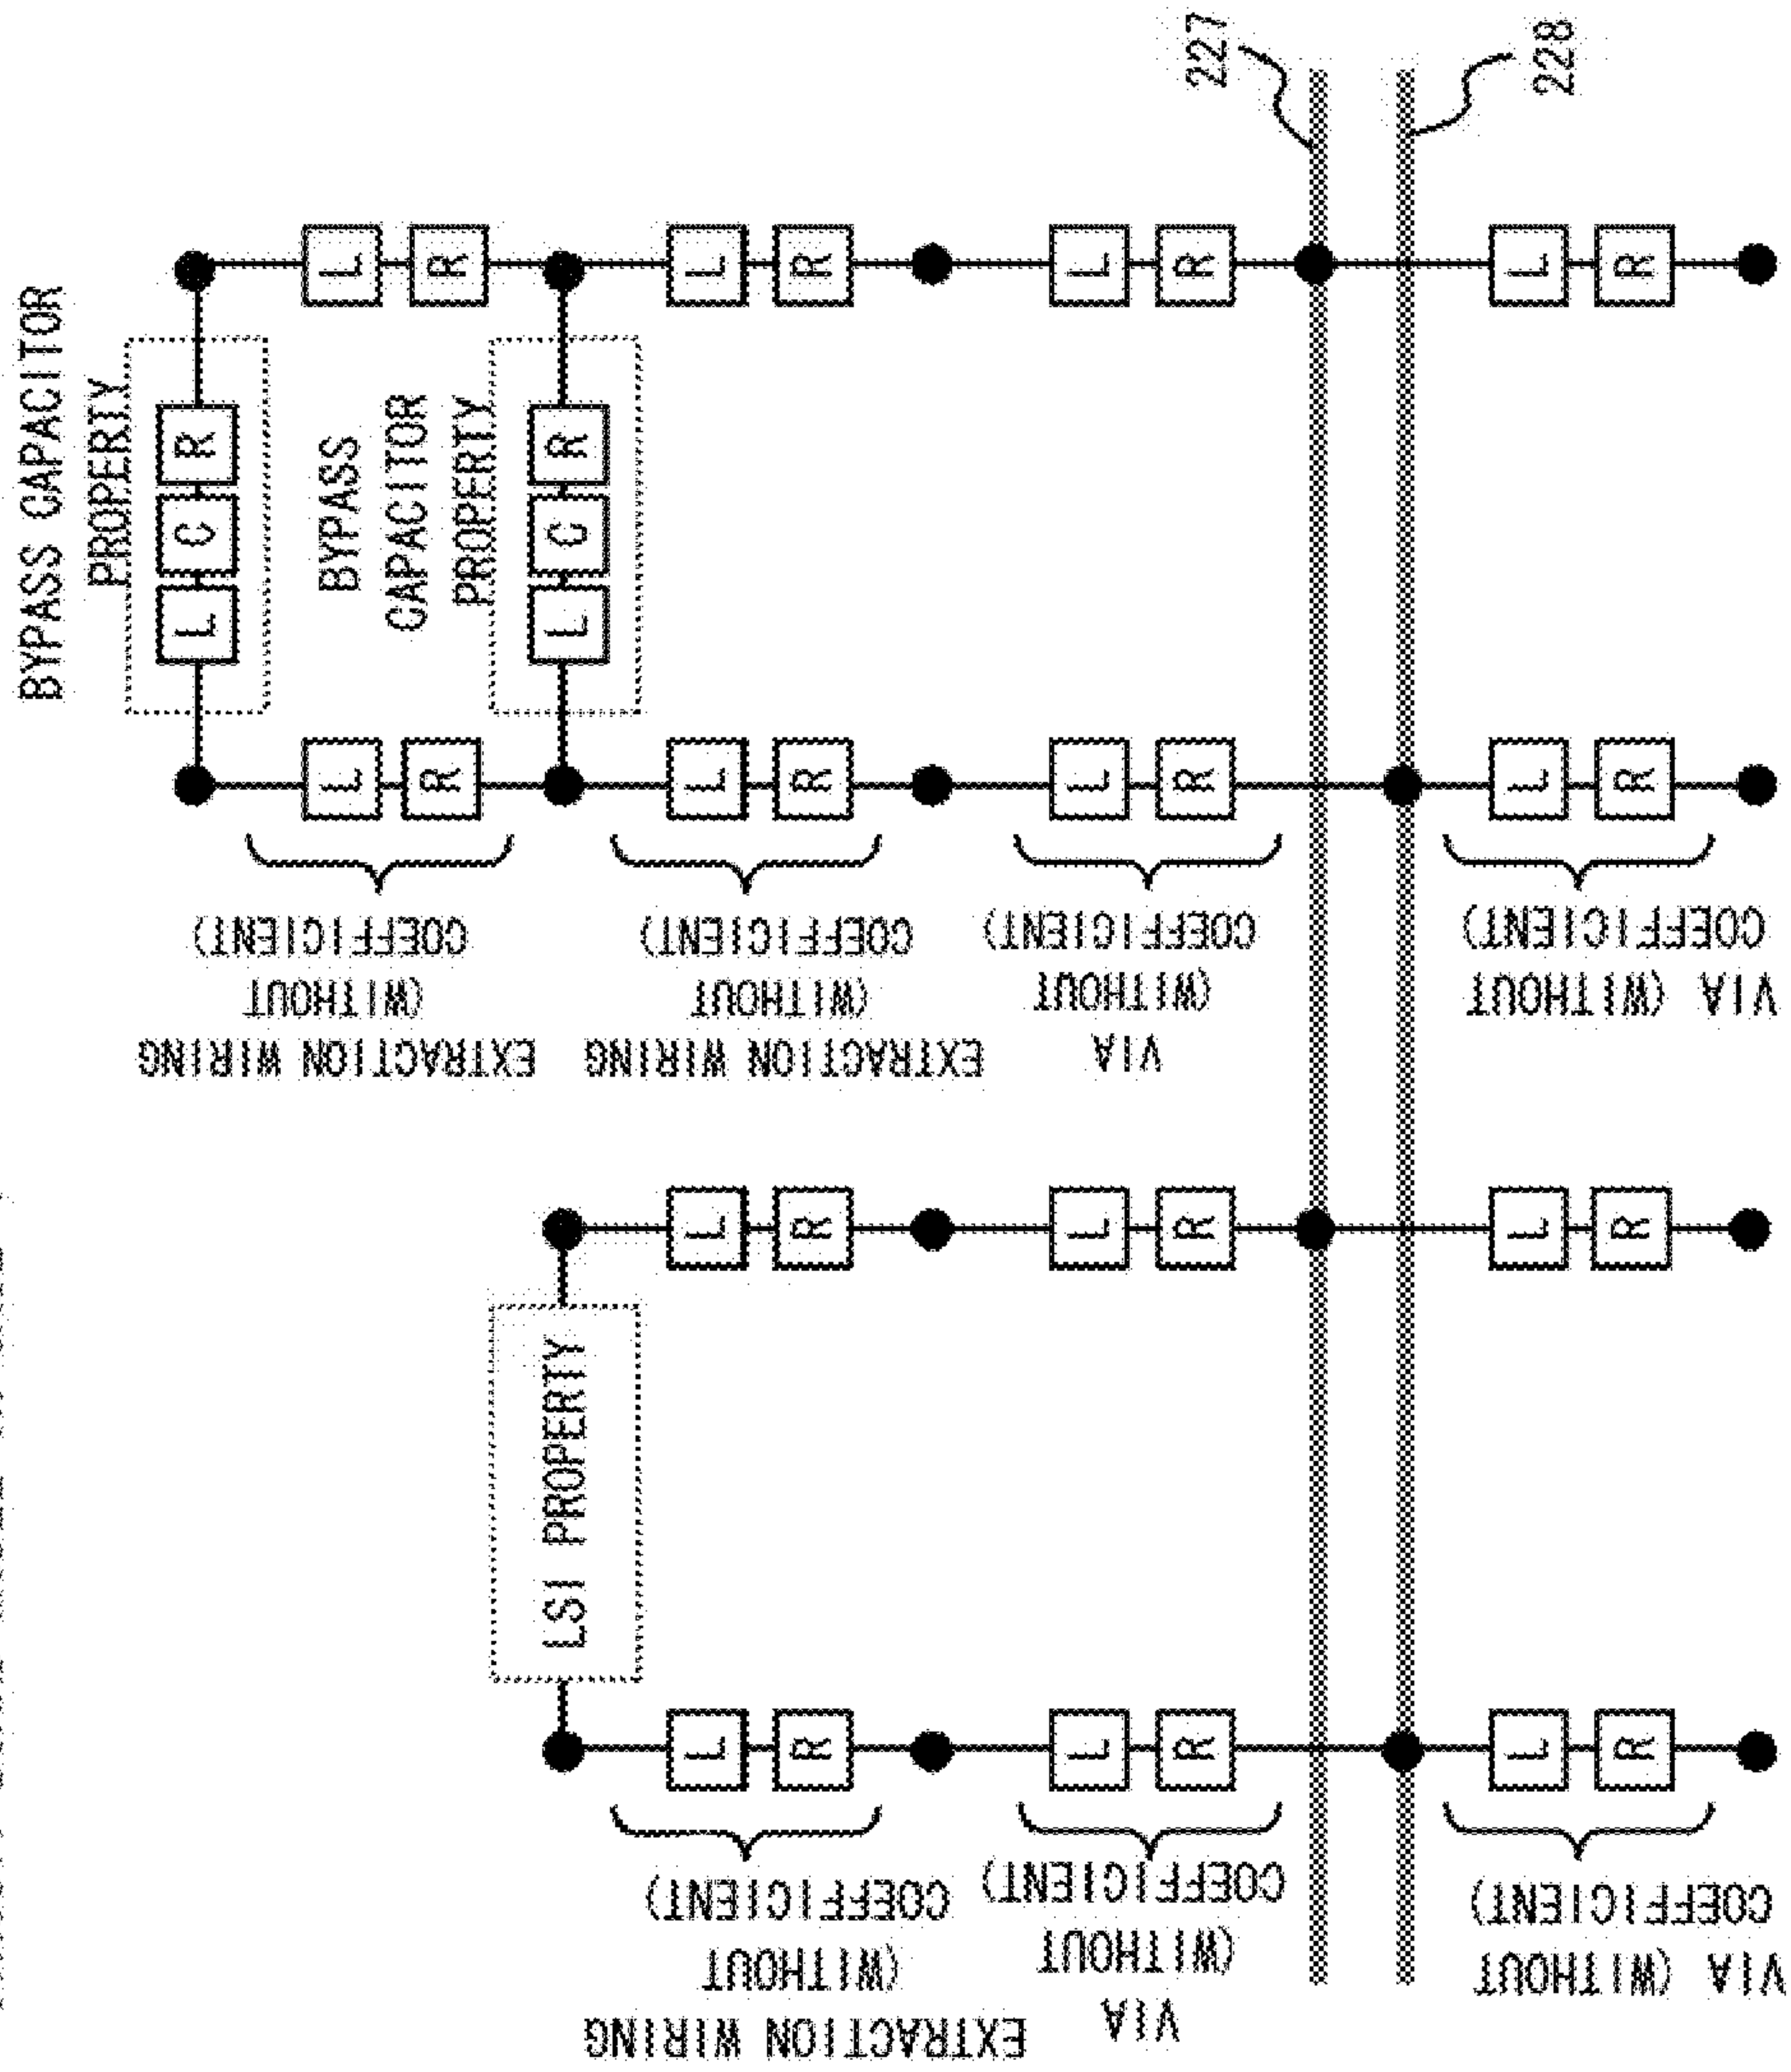 BYPASS CAPACITOR
PROPERTY
L C R
BYPASS
CAPACITOR
PROPERTY
L C R
L
R
L
R
L
R
L
R
L
R
L
R
L
R
L
R
EXTRACTION WIRING
(WITHOUT
COEFFICIENT)
EXTRACTION WIRING
(WITHOUT
COEFFICIENT)
VIA
(WITHOUT
COEFFICIENT)
VIA (WITHOUT
COEFFICIENT)
227
228
LSI PROPERTY
L
R
L
R
L
R
L
R
L
R
L
R
EXTRACTION WIRING
(WITHOUT
COEFFICIENT)
VIA
(WITHOUT
COEFFICIENT)
VIA (WITHOUT
COEFFICIENT)